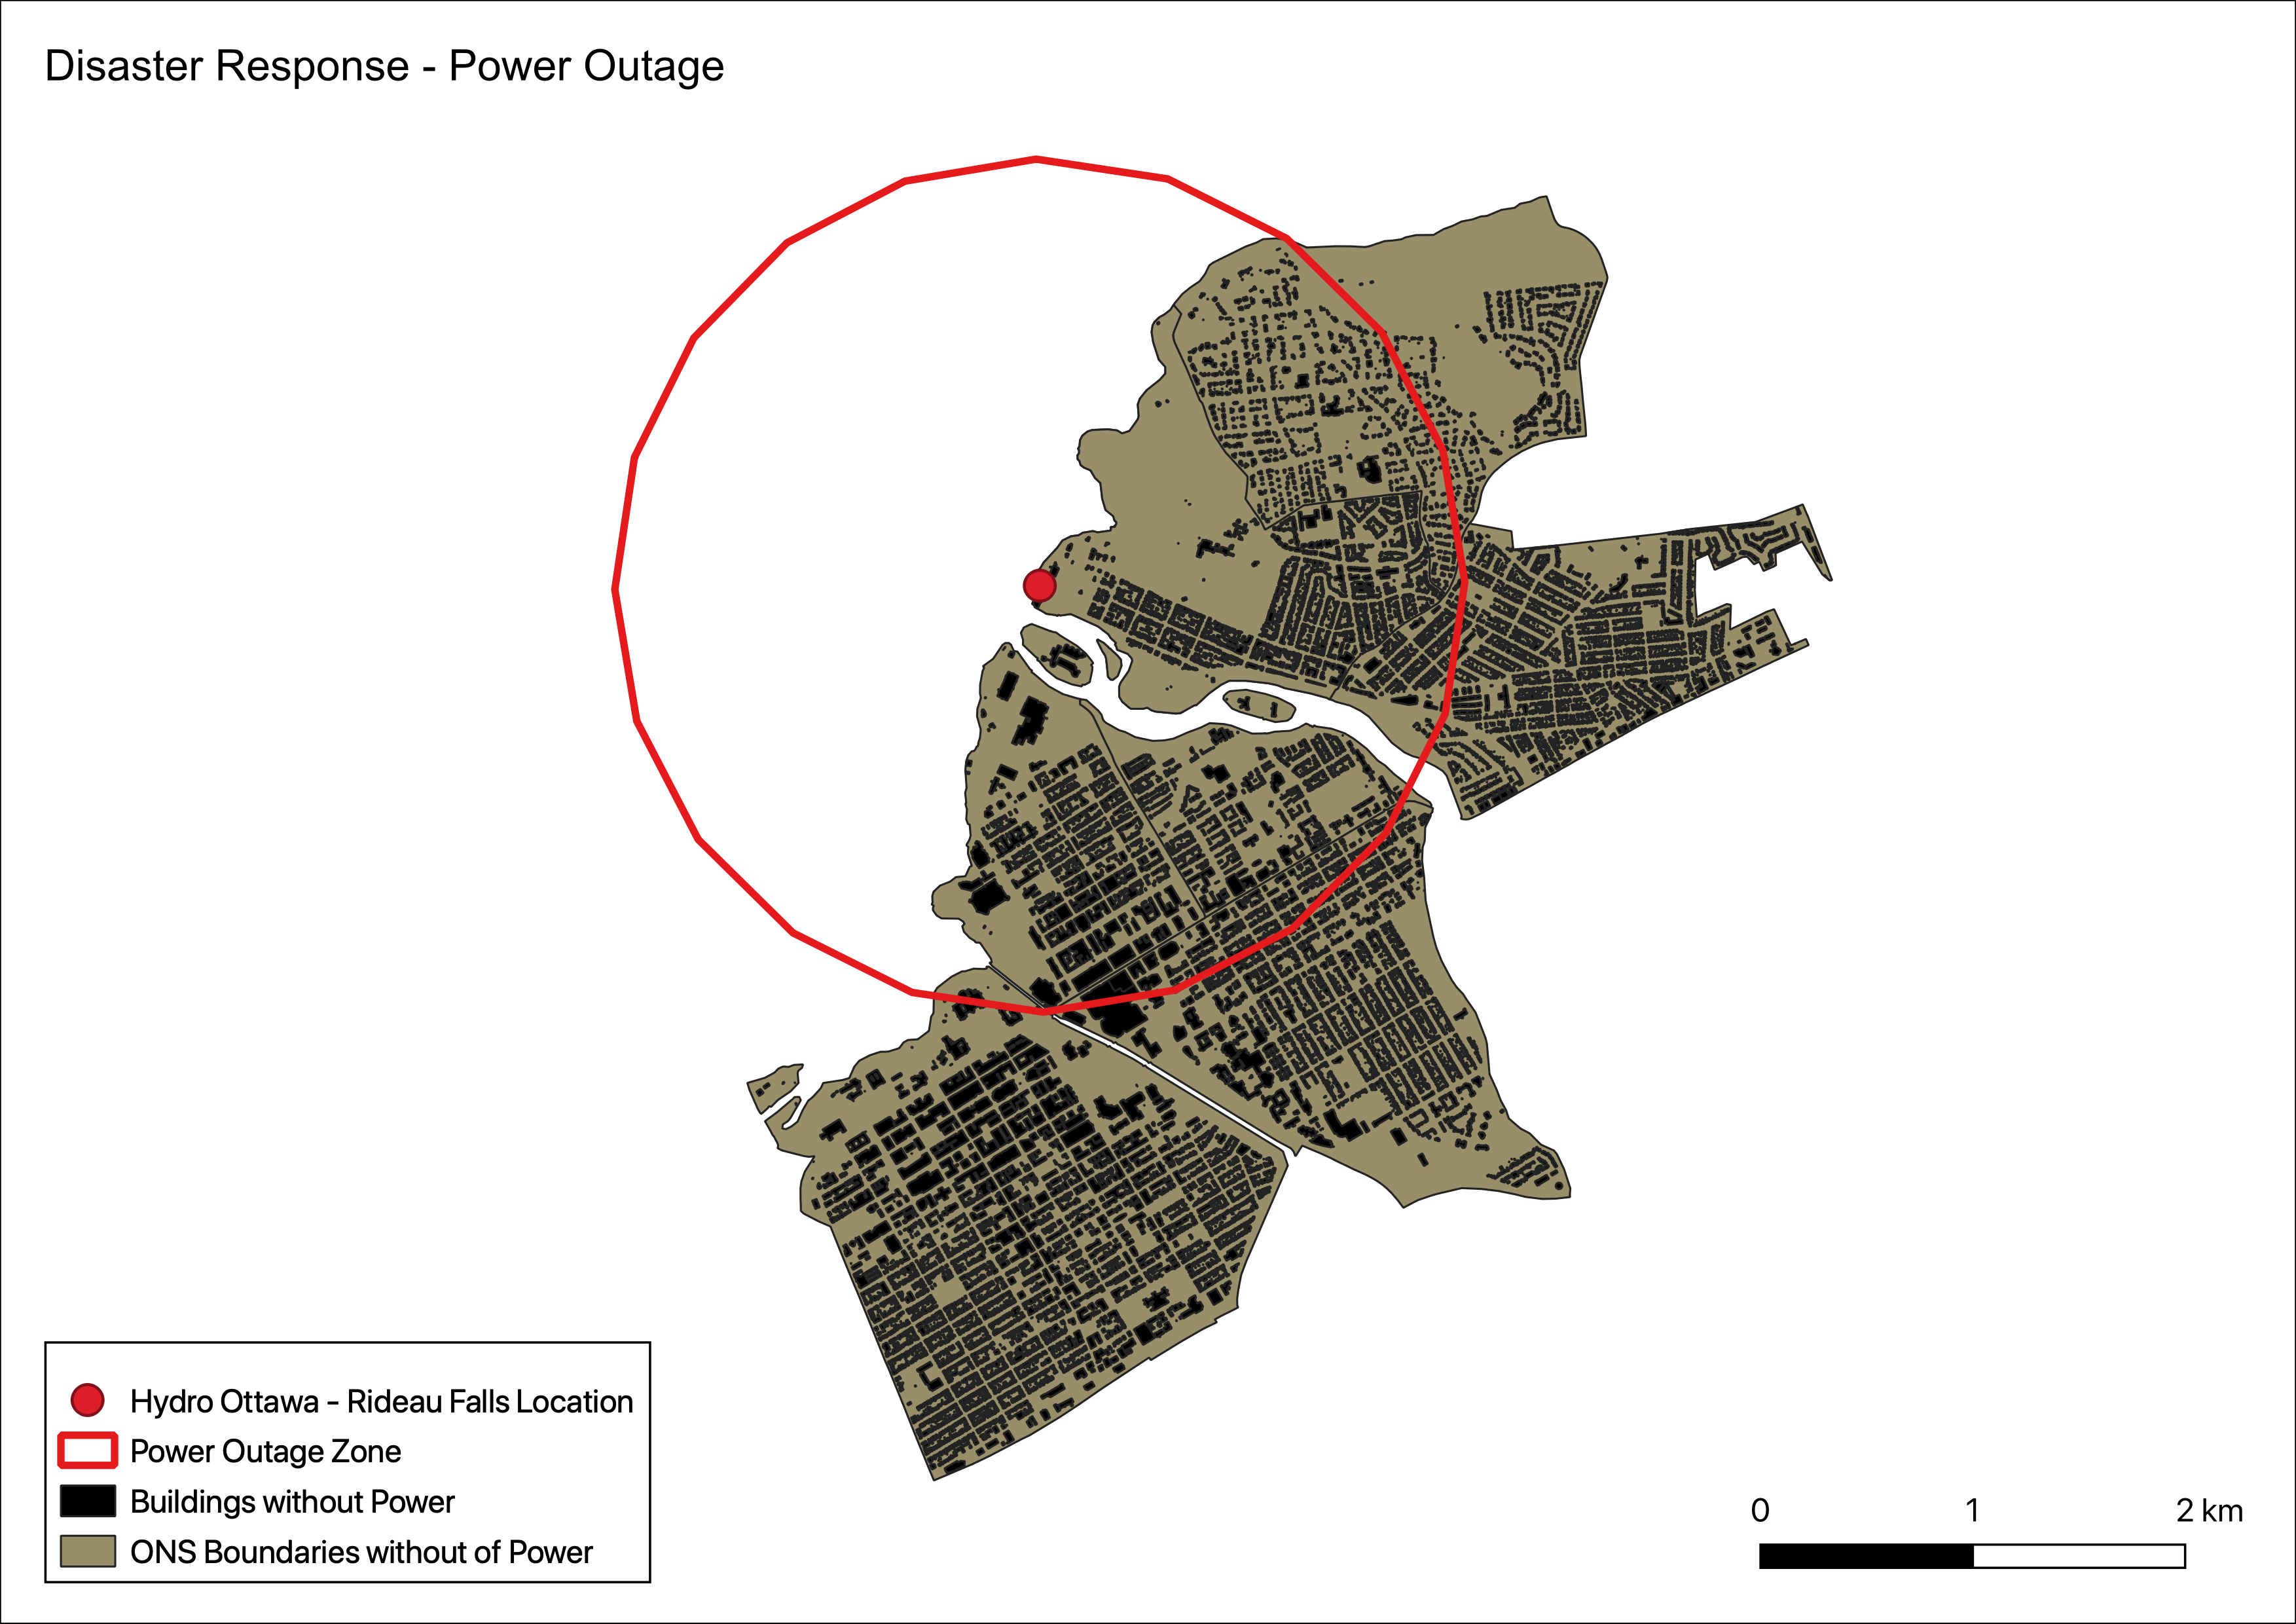 Disaster Response - Power Outage
Hydro Ottawa - Rideau Falls Location
Power Outage Zone
Buildings without Power
ONS Boundaries without of Power
0 1 2 km